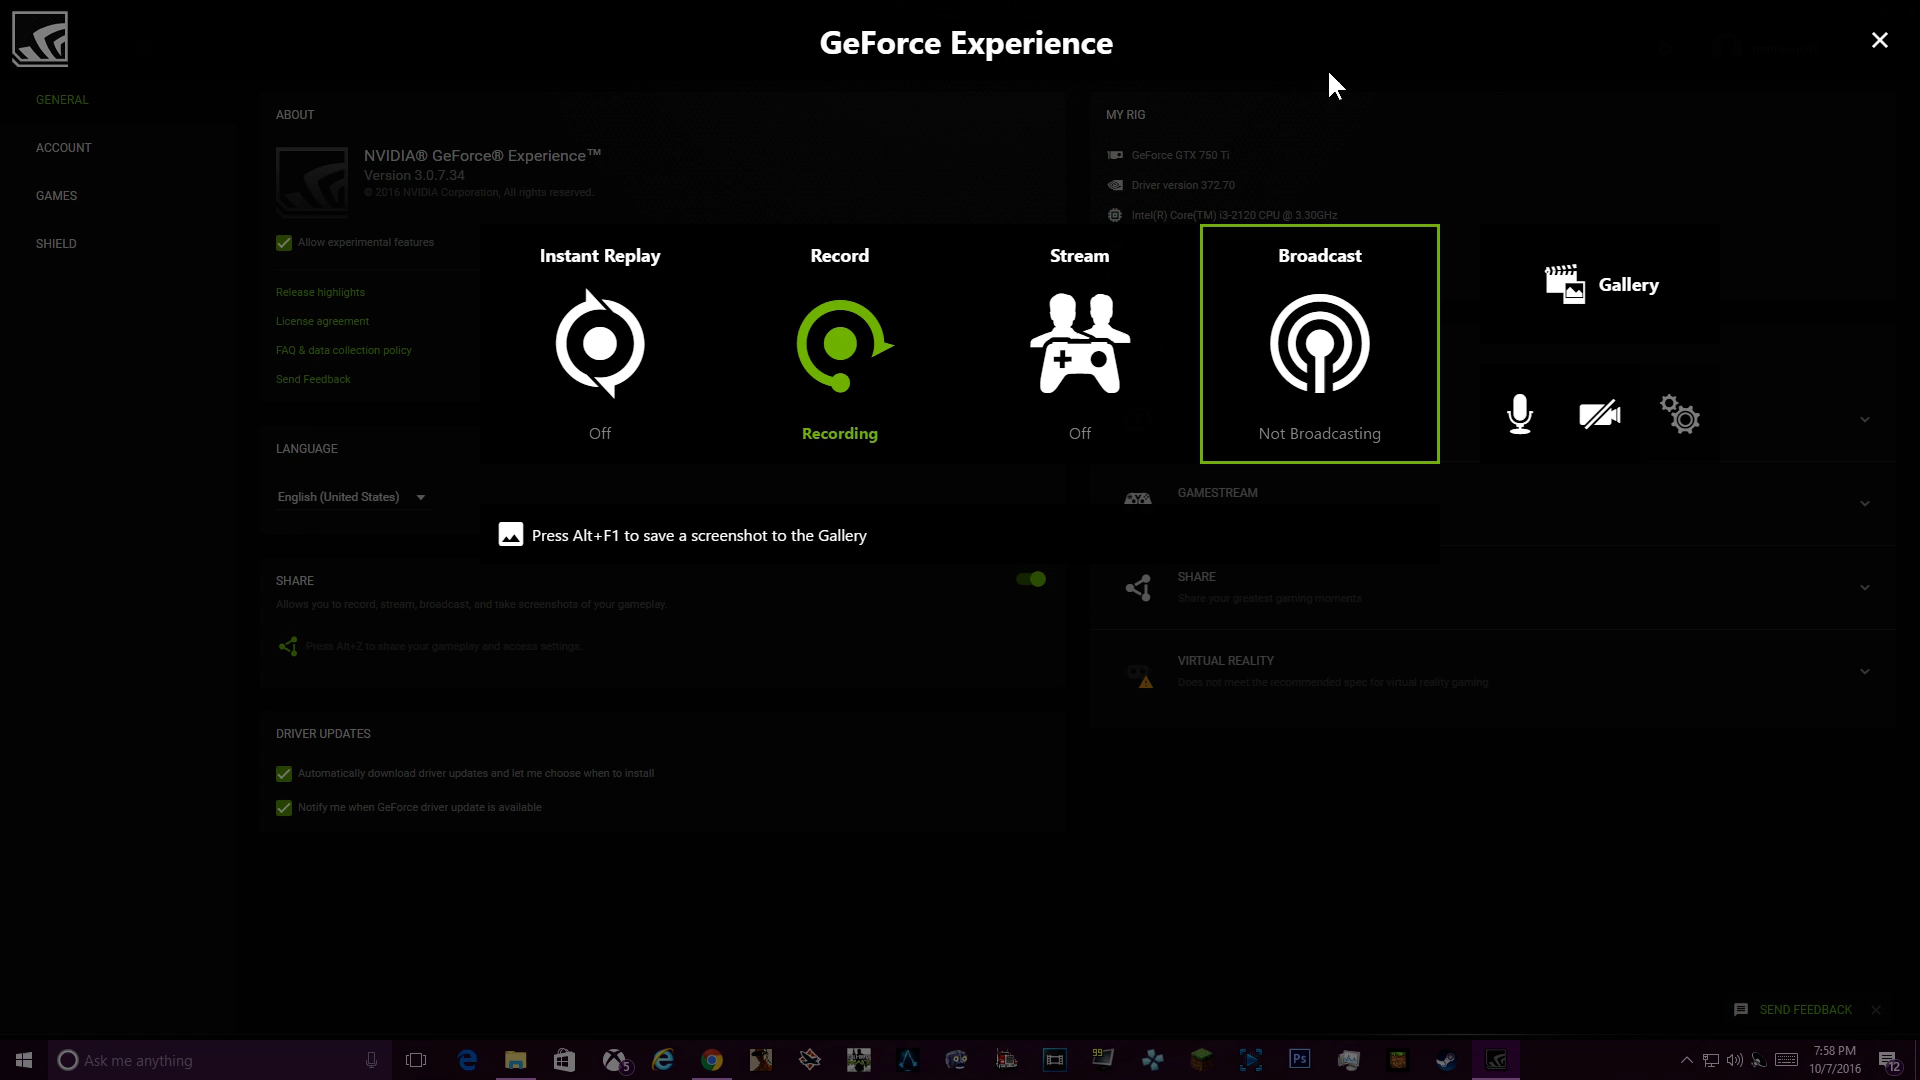 GeForce Experience
GENERAL
ACCOUNT
GAMES
SHIELD
ABOUT
NVIDIA® GeForce® Experience™
Version 3.0.7.34
© 2016 NVIDIA Corporation, All rights reserved.
Allow experimental features
Release highlights
License agreement
FAQ & data collection policy
Send Feedback
MY RIG
GeForce GTX 750 Ti
Driver version 372.70
Intel(R) Core(TM) i3-2120 CPU @ 3.30GHz
Instant Replay
Off
Record
Recording
Stream
Off
Broadcast
Not Broadcasting
Gallery
Press Alt+F1 to save a screenshot to the Gallery
LANGUAGE
English (United States)
SHARE
Allows you to record, stream, broadcast, and take screenshots of your gameplay.
Press Alt+Z to share your gameplay and access settings.
DRIVER UPDATES
Automatically download driver updates and let me choose when to install
Notify me when GeForce driver update is available
GAMESTREAM
SHARE
Share your greatest gaming moments
VIRTUAL REALITY
Does not meet the recommended spec for virtual reality gaming
SEND FEEDBACK
Ask me anything
5
99
Ps
7:58 PM
10/7/2016
12